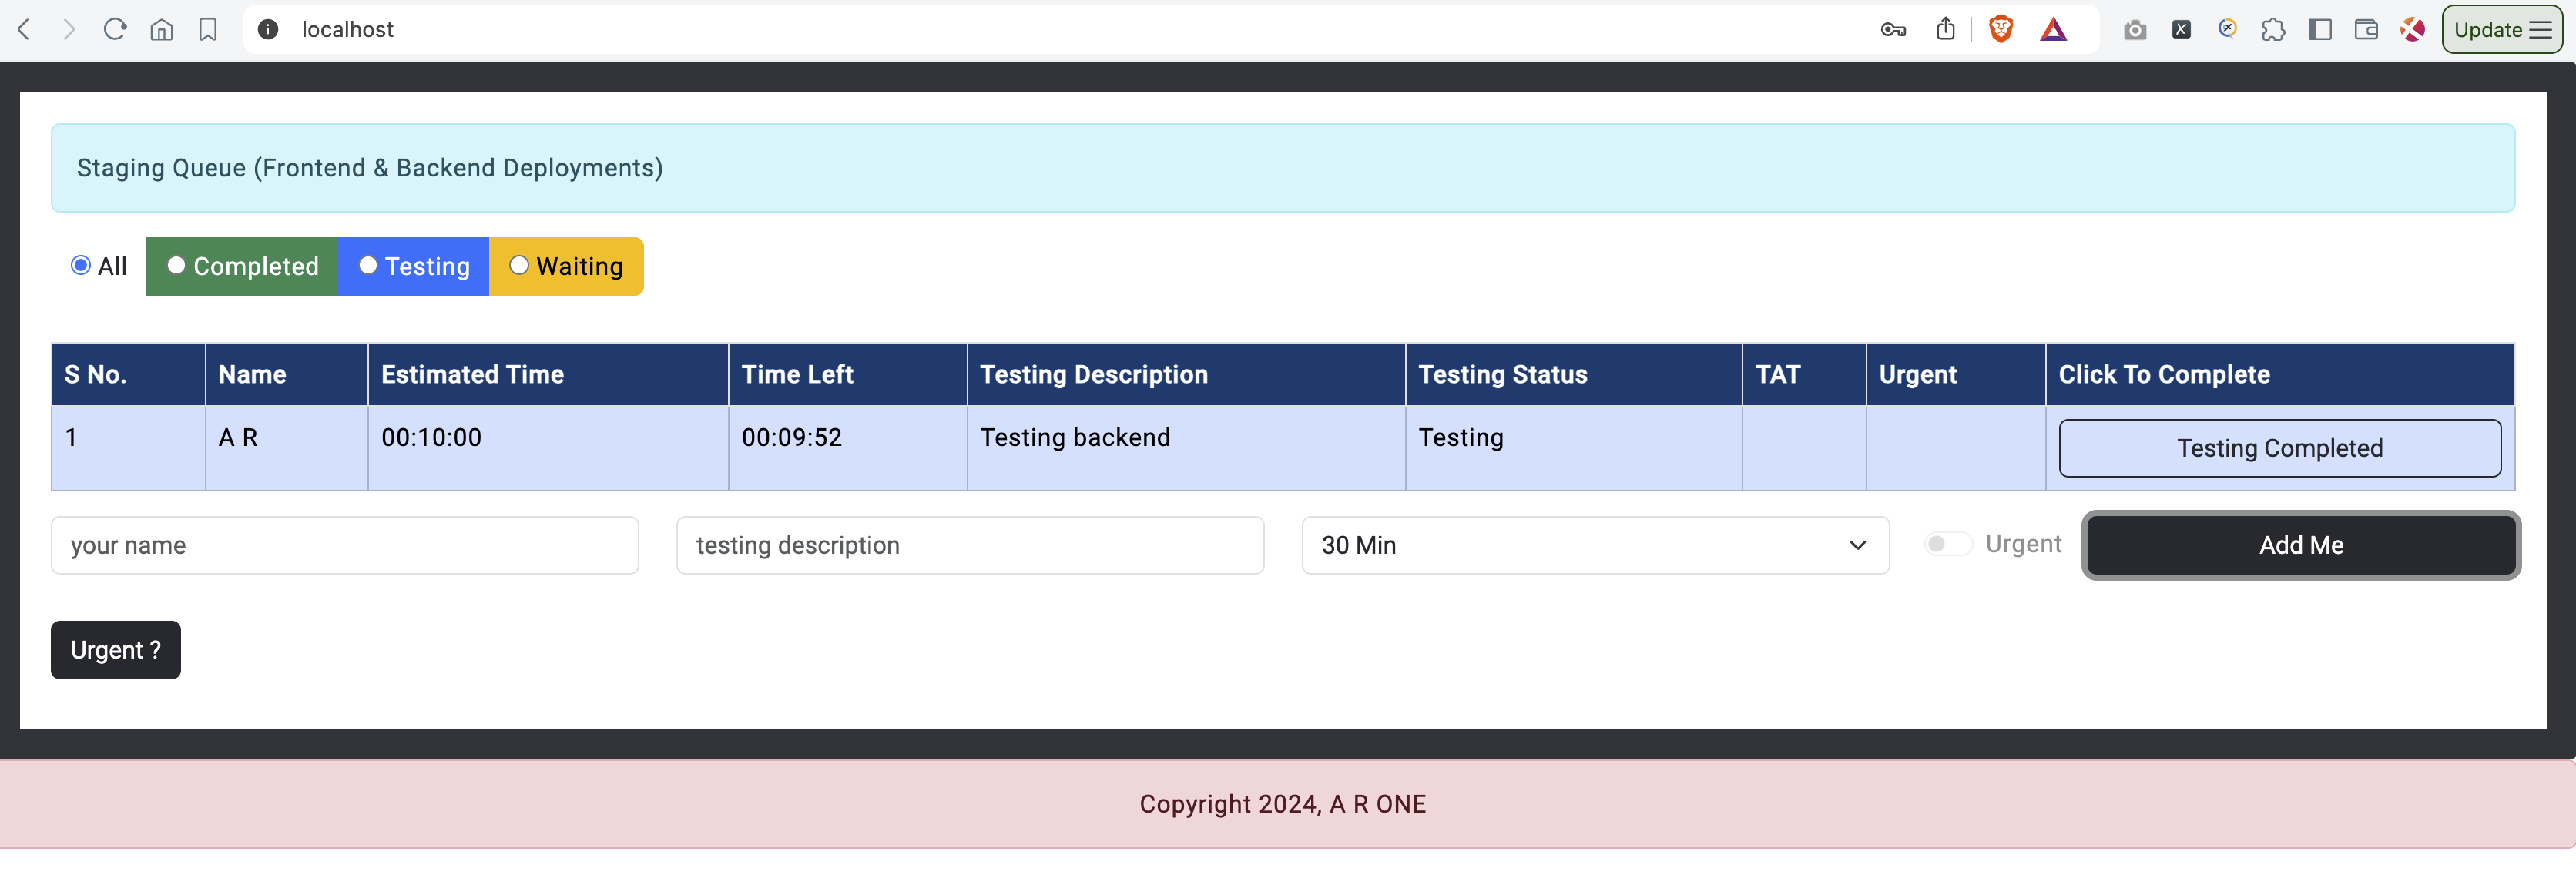 localhost
Update
Staging Queue (Frontend & Backend Deployments)
All Completed Testing Waiting
S No. Name Estimated Time Time Left Testing Description Testing Status TAT Urgent Click To Complete
1 A R 00:10:00 00:09:52 Testing backend Testing Testing Completed
your name testing description 30 Min Urgent Add Me
Urgent ?
Copyright 2024, A R ONE